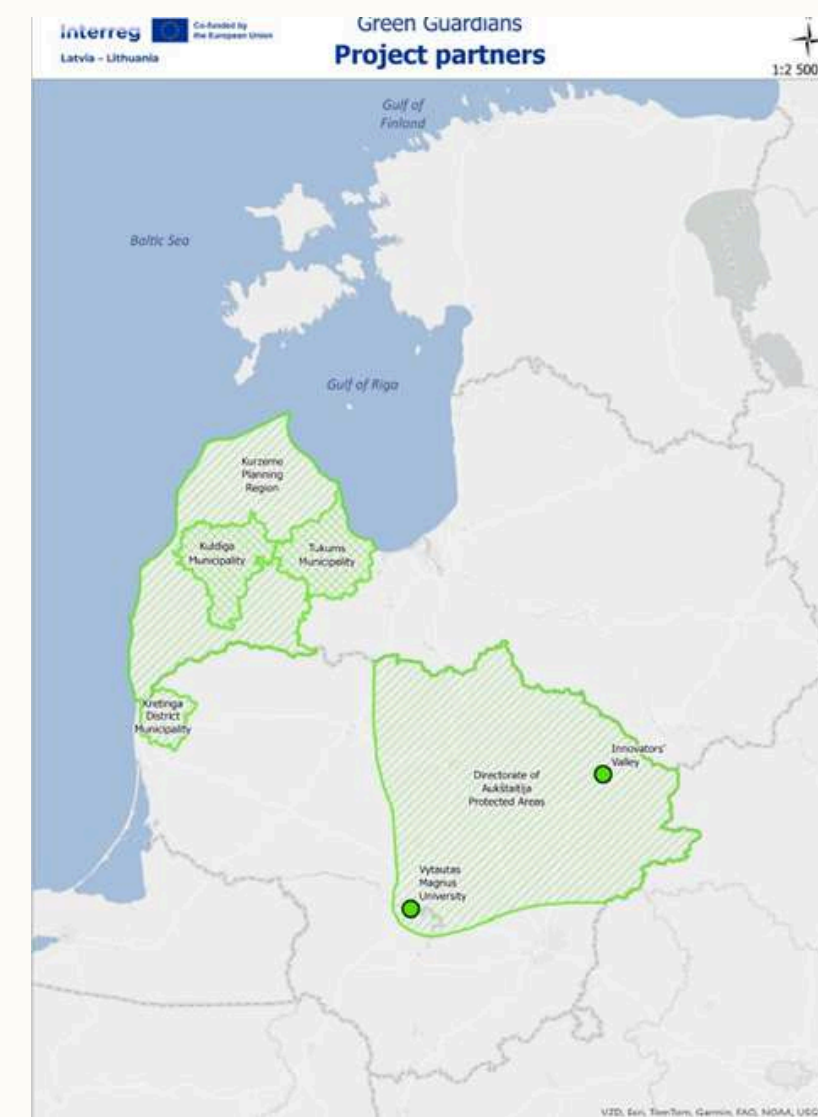 Interreg
Co-funded by
the European Union
Latvia – Lithuania
Green Guardians
Project partners
1:2 500
Gulf of
Finland
Baltic Sea
Gulf of Riga
Kurzeme
Planning
Region
Kuldiga
Municipality
Tukums
Municipality
Kretinga
District
Municipality
Innovators'
Valley
Directorate of
Aukštaitija
Protected Areas
Vytautas
Magnus
University
VZD, Esri, TomTom, Garmin, FAO, NOAA, USG